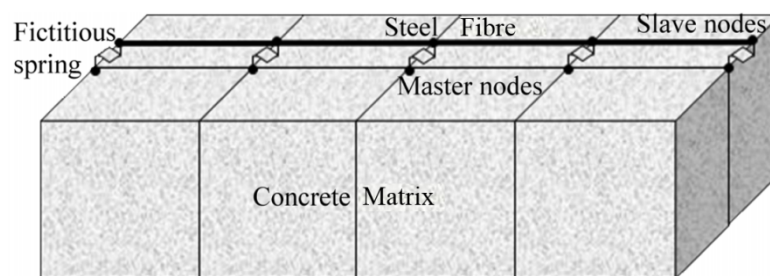 Fictitious
spring
Steel Fibre
Slave nodes
Master nodes
Concrete Matrix